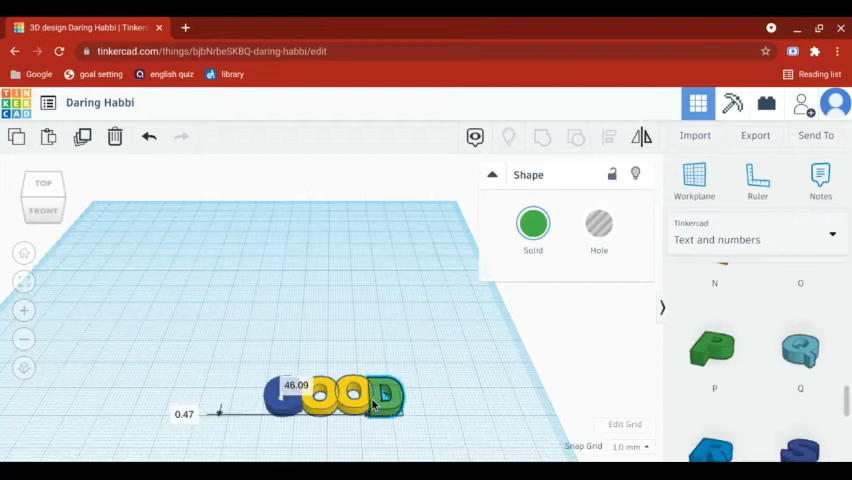 3D design Daring Habbi | Tinker
tinkercad.com/things/bjbNrbeSKBQ-daring-habbi/edit
Google goal setting english quiz library Reading list
TIN
KER
CAD
Daring Habbi
Import Export Send To
TOP
FRONT
Shape
Solid Hole
Workplane Ruler Notes
Tinkercad
Text and numbers
N O
P Q
46.09
0.47
GOOD
Edit Grid
Snap Grid 1.0 mm